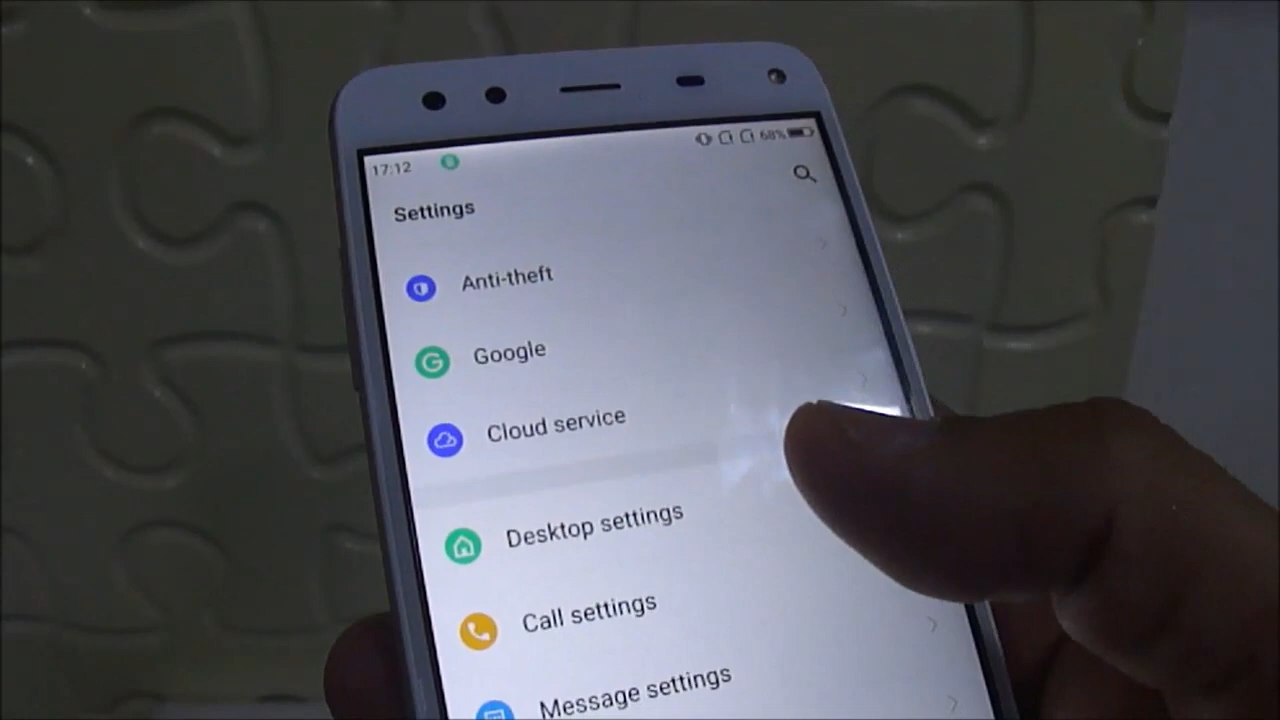 17:12 68%
Settings
Anti-theft
Google
Cloud service
Desktop settings
Call settings
Message settings